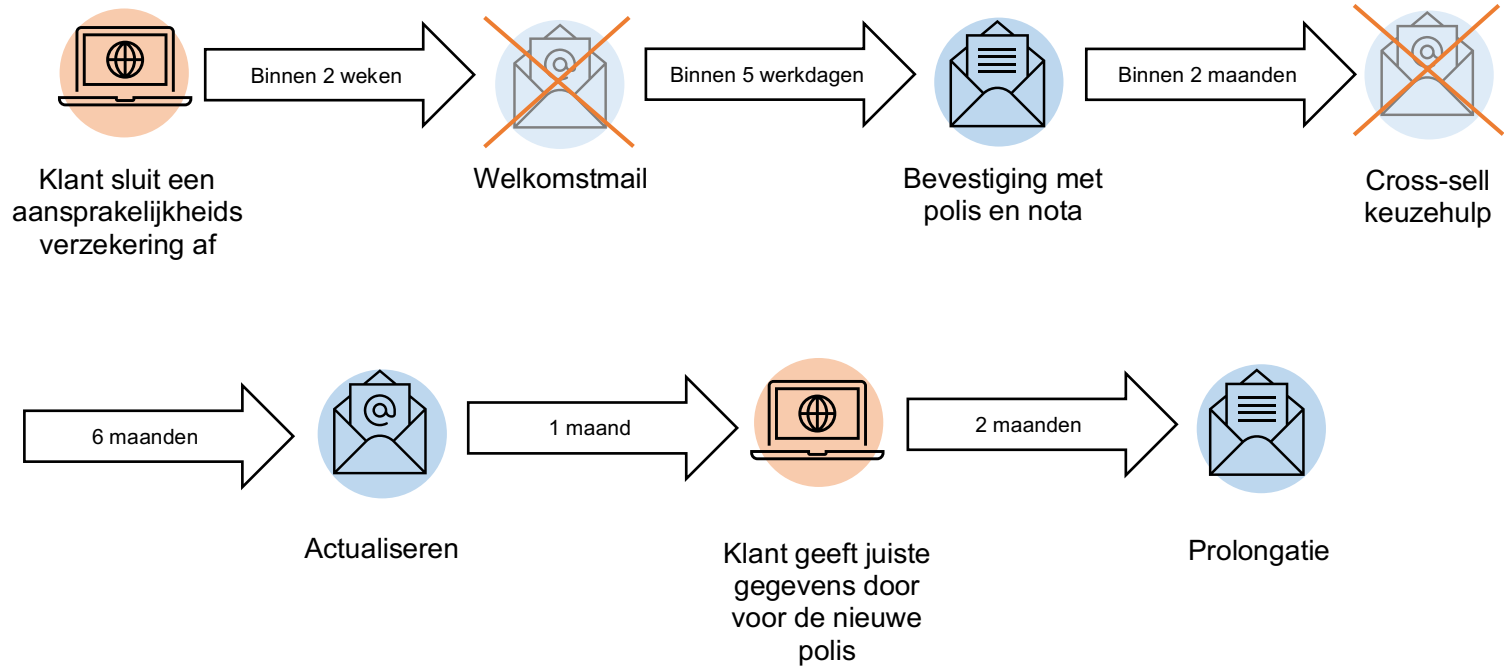 Binnen 2 weken
Binnen 5 werkdagen
Binnen 2 maanden
Klant sluit een
aansprakelijkheids
verzekering af
Welkomstmail
Bevestiging met
polis en nota
Cross-sell
keuzehulp
6 maanden
1 maand
2 maanden
Actualiseren
Klant geeft juiste
gegevens door
voor de nieuwe
polis
Prolongatie